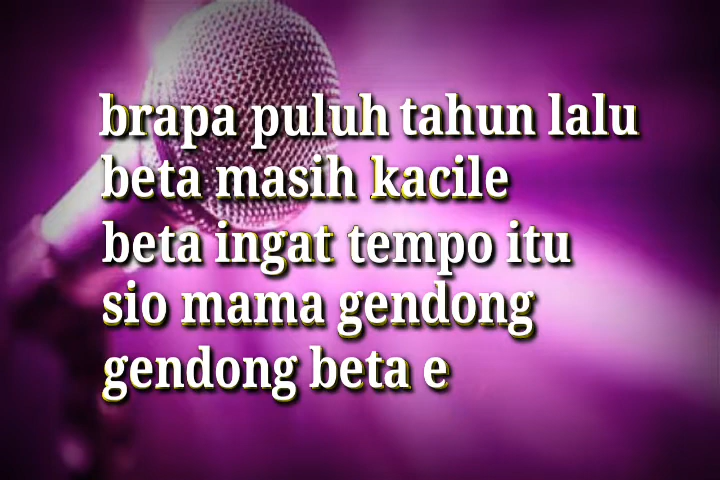 brapa puluh tahun lalu
beta masih kacile
beta ingat tempo itu
sio mama gendong
gendong beta e